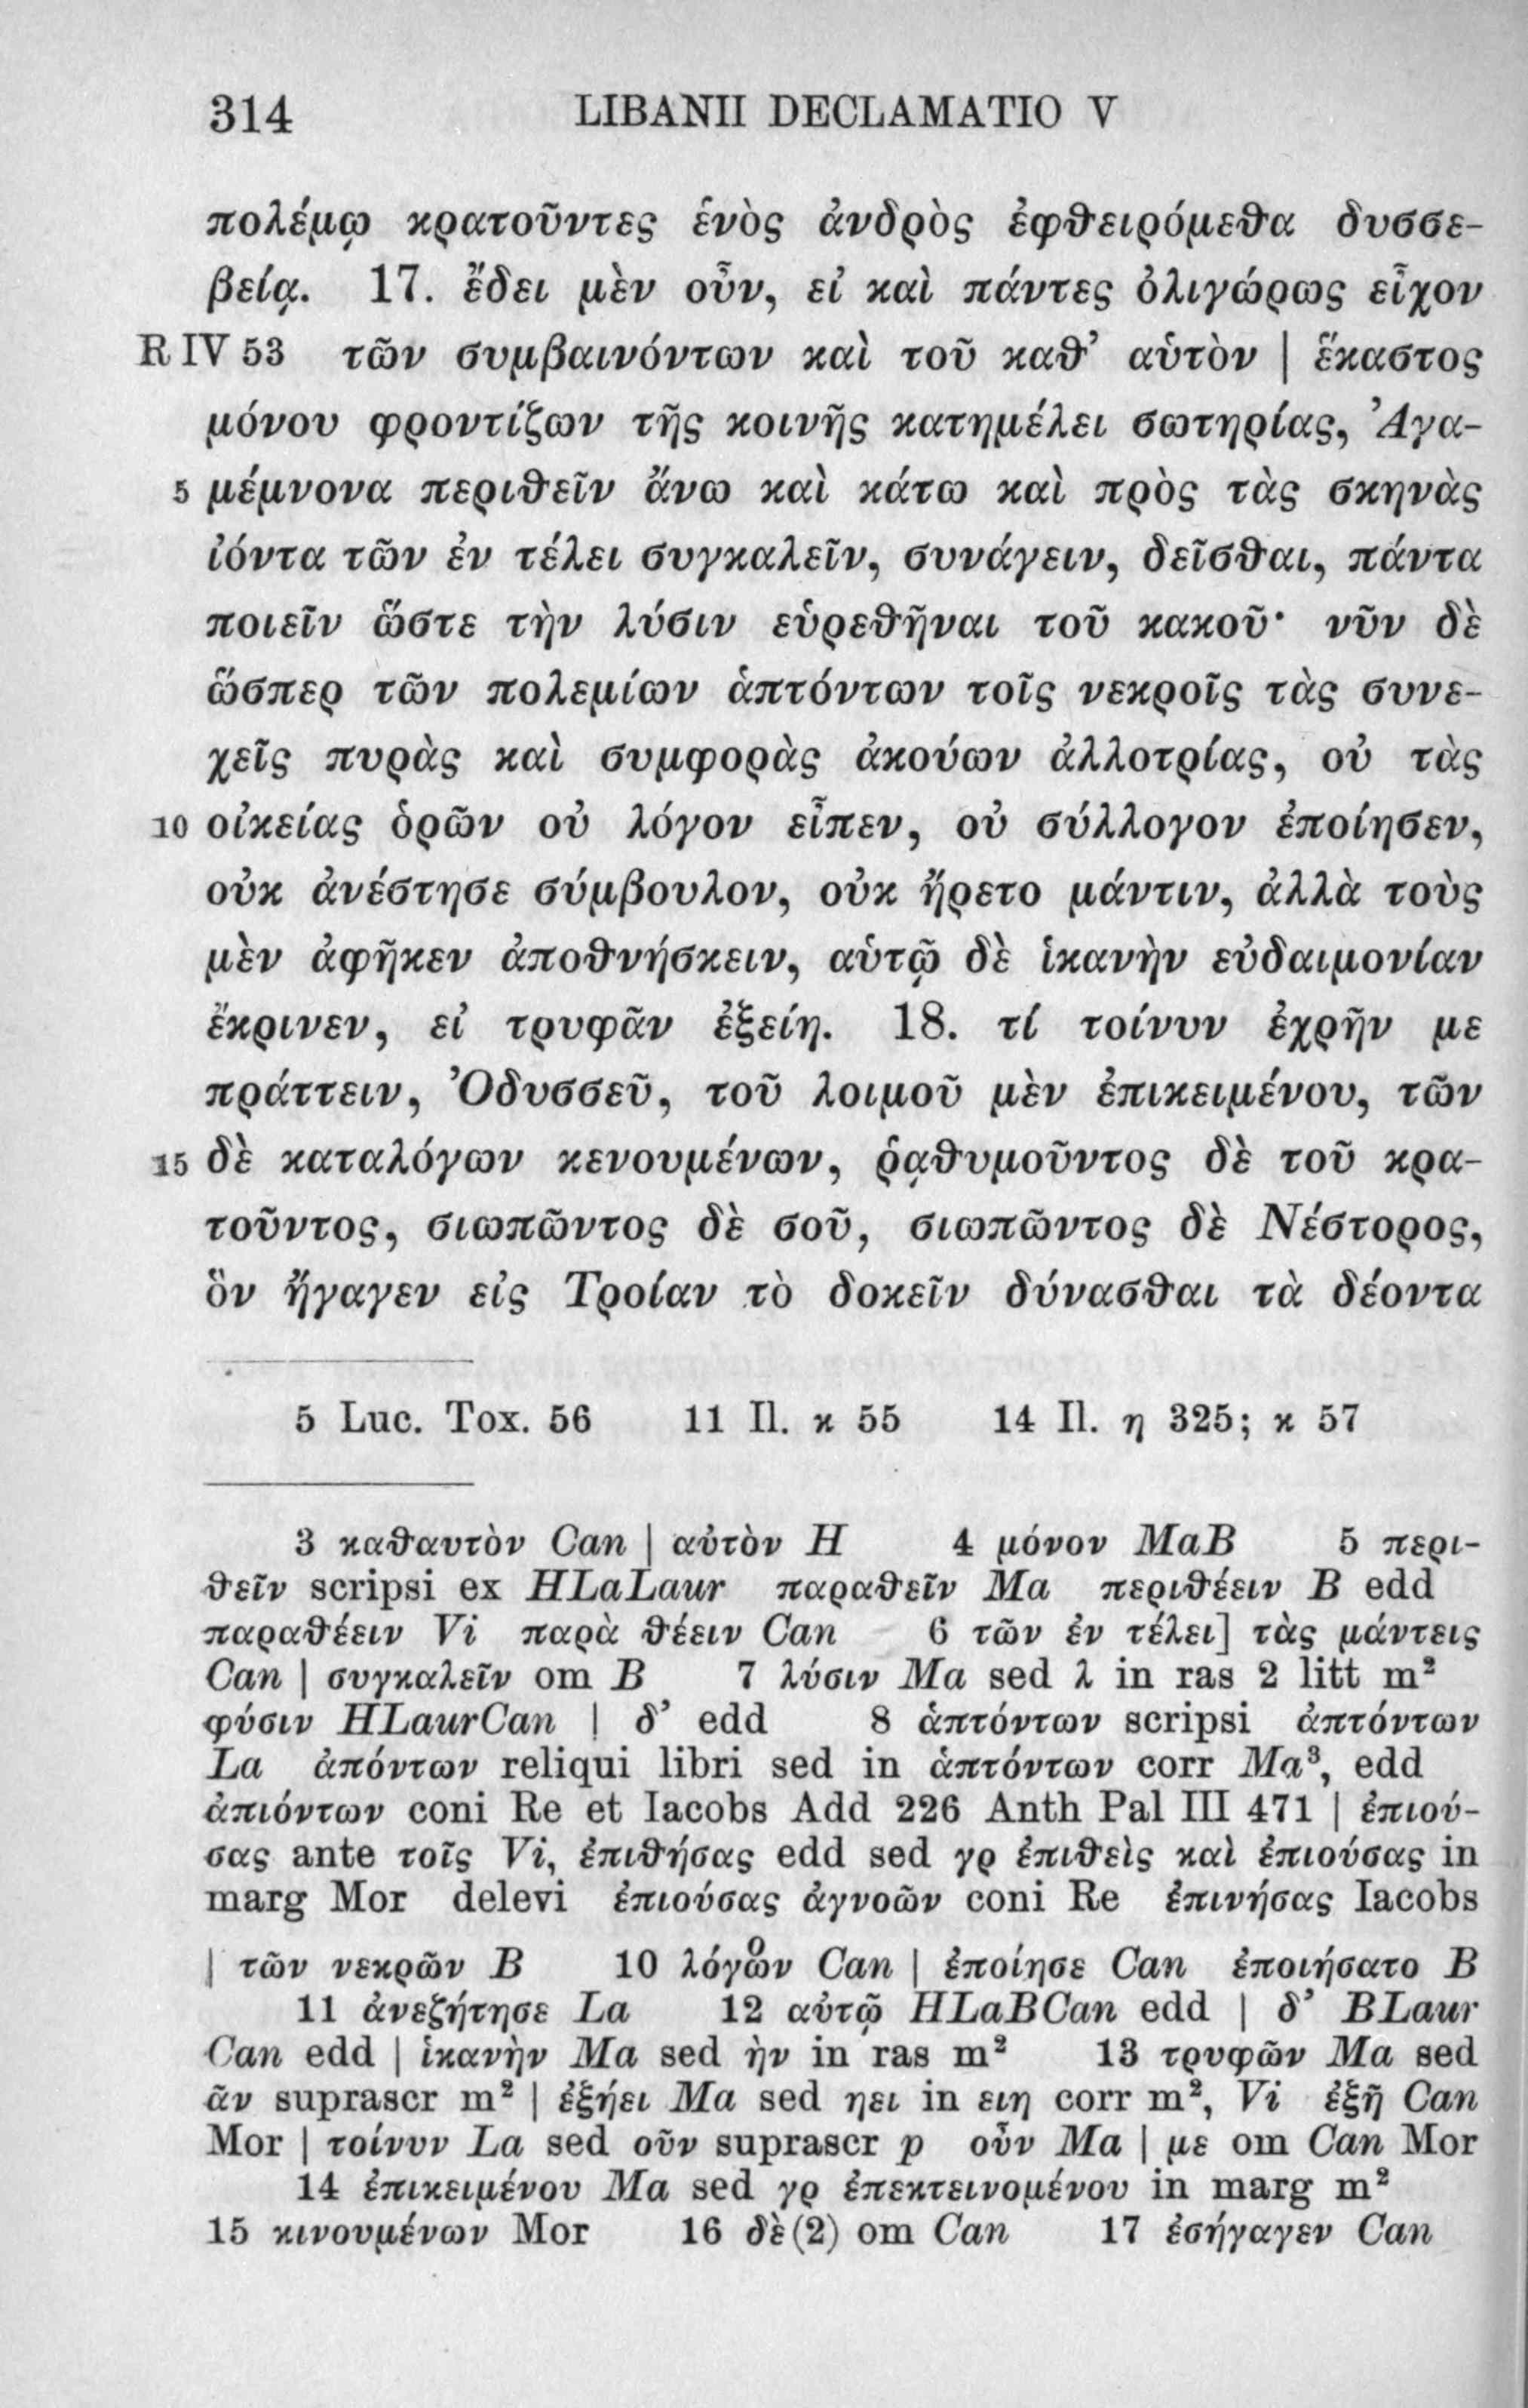 314 LIBANII DECLAMATIO V
πολέμῳ κρατοῦντες ἑνὸς ἀνδρὸς ἐφθειρόμεθα δυσσε-
βείᾳ. 17. ἔδει μὲν οὖν, εἰ καὶ πάντες ὀλιγώρως εἶχον
R IV 53 τῶν συμβαινόντων καὶ τοῦ καθ’ αὑτὸν | ἕκαστος
μόνου φροντίζων τῆς κοινῆς κατημέλει σωτηρίας, Ἀγα-
5 μέμνονα περιθεῖν ἄνω καὶ κάτω καὶ πρὸς τὰς σκηνὰς
ἰόντα τῶν ἐν τέλει συγκαλεῖν, συνάγειν, δεῖσθαι, πάντα
ποιεῖν ὥστε τὴν λύσιν εὑρεθῆναι τοῦ κακοῦ· νῦν δὲ
ὥσπερ τῶν πολεμίων ἁπτόντων τοῖς νεκροῖς τὰς συνε-
χεῖς πυρὰς καὶ συμφορὰς ἀκούων ἀλλοτρίας, οὐ τὰς
10 οἰκείας ὁρῶν οὐ λόγον εἶπεν, οὐ σύλλογον ἐποίησεν,
οὐκ ἀνέστησε σύμβουλον, οὐκ ἤρετο μάντιν, ἀλλὰ τοὺς
μὲν ἀφῆκεν ἀποθνήσκειν, αὑτῷ δὲ ἱκανὴν εὐδαιμονίαν
ἔκρινεν, εἰ τρυφᾶν ἐξείη. 18. τί τοίνυν ἐχρῆν με
πράττειν, Ὀδυσσεῦ, τοῦ λοιμοῦ μὲν ἐπικειμένου, τῶν
15 δὲ καταλόγων κενουμένων, ῥᾳθυμοῦντος δὲ τοῦ κρα-
τοῦντος, σιωπῶντος δὲ σοῦ, σιωπῶντος δὲ Νέστορος,
ὃν ἤγαγεν εἰς Τροίαν τὸ δοκεῖν δύνασθαι τὰ δέοντα
5 Luc. Tox. 56 11 Il. κ 55 14 Il. η 325; κ 57
3 καθαυτὸν Can | αὐτὸν H 4 μόνον MaB 5 περι-
θεῖν scripsi ex HLaLaur παραθεῖν Ma περιθέειν B edd
παραθέειν Vi παρὰ θέειν Can 6 τῶν ἐν τέλει] τὰς μάντεις
Can | συγκαλεῖν om B 7 λύσιν Ma sed λ in ras 2 litt m²
φύσιν HLaurCan | δ’ edd 8 ἁπτόντων scripsi ἀπτόντων
La ἀπόντων reliqui libri sed in ἁπτόντων corr Ma³, edd
ἀπιόντων coni Re et Iacobs Add 226 Anth Pal III 471 | ἐπιού-
σας ante τοῖς Vi, ἐπιθήσας edd sed γρ ἐπιθεὶς καὶ ἐπιούσας in
marg Mor delevi ἐπιούσας ἀγνοῶν coni Re ἐπινήσας Iacobs
| τῶν νεκρῶν B 10 λόγων̊ Can | ἐποίησε Can ἐποιήσατο B
11 ἀνεζήτησε La 12 αὐτῷ HLaBCan edd | δ’ BLaur
Can edd | ἱκανὴν Ma sed ὴν in ras m² 13 τρυφῶν Ma sed
ᾶν suprascr m² | ἐξήει Ma sed ηει in ειη corr m², Vi ἐξῆ Can
Mor | τοίνυν La sed οῦν suprascr p οὖν Ma | με om Can Mor
14 ἐπικειμένου Ma sed γρ ἐπεκτεινομένου in marg m²
15 κινουμένων Mor 16 δὲ(2) om Can 17 ἐσήγαγεν Can